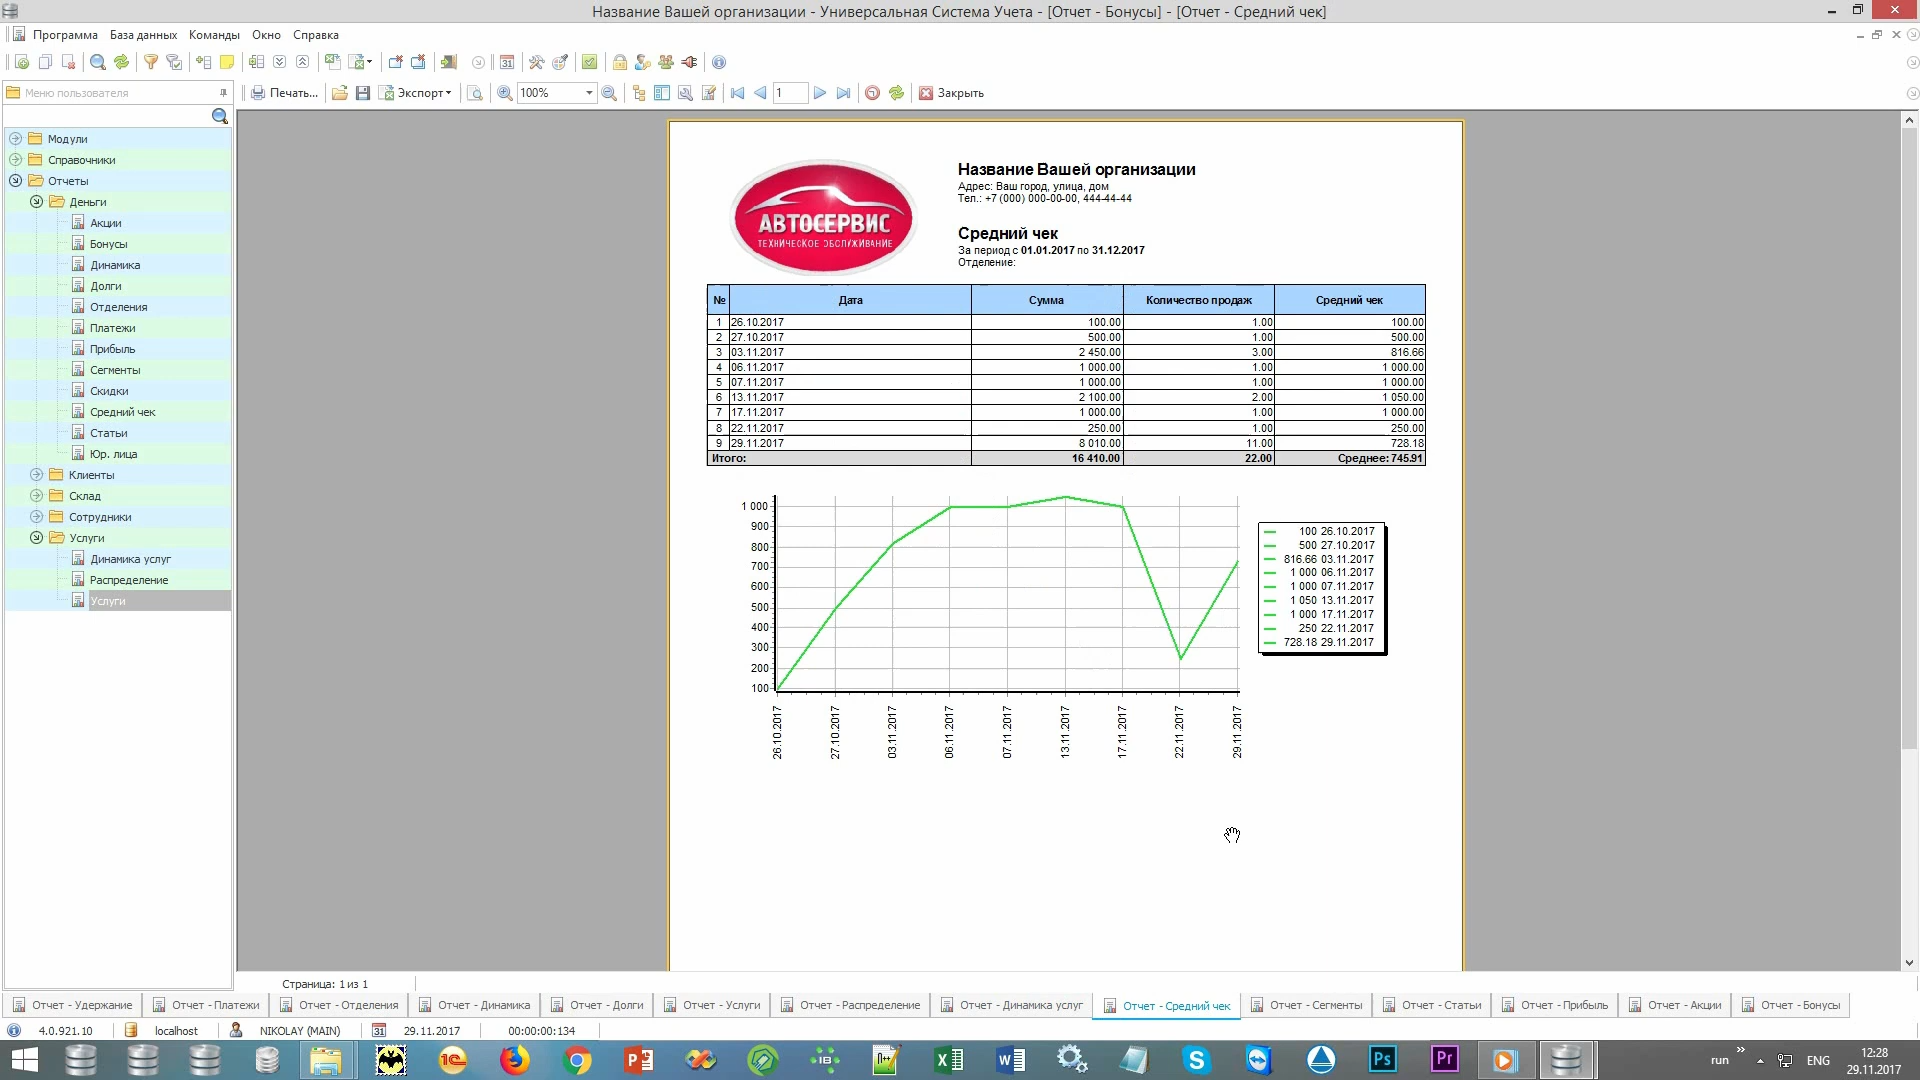 Название Вашей организации - Универсальная Система Учета - [Отчет - Бонусы] - [Отчет - Средний чек]
Программа База данных Команды Окно Справка
Меню пользователя
Печать... Экспорт 100% 1 Закрыть
Модули
Справочники
Отчеты
Деньги
Акции
Бонусы
Динамика
Долги
Отделения
Платежи
Прибыль
Сегменты
Скидки
Средний чек
Статьи
Юр. лица
Клиенты
Склад
Сотрудники
Услуги
Динамика услуг
Распределение
Услуги
АВТОСЕРВИС
ТЕХНИЧЕСКОЕ ОБСЛУЖИВАНИЕ
Название Вашей организации
Адрес: Ваш город, улица, дом
Тел.: +7 (000) 000-00-00, 444-44-44
Средний чек
За период с 01.01.2017 по 31.12.2017
Отделение:
№ Дата Сумма Количество продаж Средний чек
1 26.10.2017 100.00 1.00 100.00
2 27.10.2017 500.00 1.00 500.00
3 03.11.2017 2 450.00 3.00 816.66
4 06.11.2017 1 000.00 1.00 1 000.00
5 07.11.2017 1 000.00 1.00 1 000.00
6 13.11.2017 2 100.00 2.00 1 050.00
7 17.11.2017 1 000.00 1.00 1 000.00
8 22.11.2017 250.00 1.00 250.00
9 29.11.2017 8 010.00 11.00 728.18
Итого: 16 410.00 22.00 Среднее: 745.91
1 000
900
800
700
600
500
400
300
200
100
26.10.2017 27.10.2017 03.11.2017 06.11.2017 07.11.2017 13.11.2017 17.11.2017 22.11.2017 29.11.2017
100 26.10.2017
500 27.10.2017
816.66 03.11.2017
1 000 06.11.2017
1 000 07.11.2017
1 050 13.11.2017
1 000 17.11.2017
250 22.11.2017
728.18 29.11.2017
Страница: 1 из 1
Отчет - Удержание Отчет - Платежи Отчет - Отделения Отчет - Динамика Отчет - Долги Отчет - Услуги Отчет - Распределение Отчет - Динамика услуг Отчет - Средний чек Отчет - Сегменты Отчет - Статьи Отчет - Прибыль Отчет - Акции Отчет - Бонусы
4.0.921.10 localhost NIKOLAY (MAIN) 31 29.11.2017 00:00:00:134
run ENG 12:28
29.11.2017